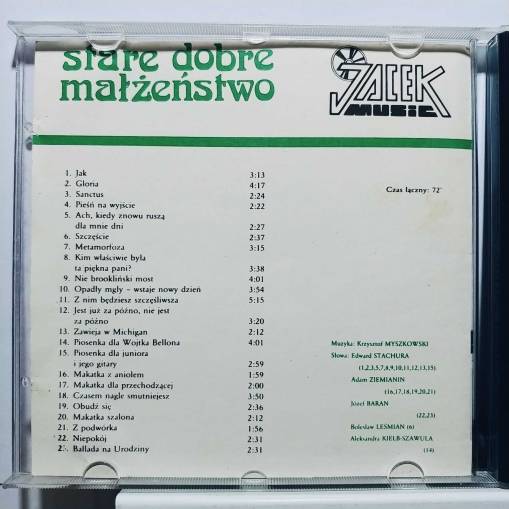 stare dobre
małżeństwo
JACEK
MUSIC
1. Jak 3:13
2. Gloria 4:17
3. Sanctus 2:24
4. Pieśń na wyjście 2:22
5. Ach, kiedy znowu ruszą
dla mnie dni 2:27
6. Szczęście 2:37
7. Metamorfoza 3:15
8. Kim właściwie była
ta piękna pani? 3:38
9. Nie brookliński most 4:01
10. Opadły mgły - wstaje nowy dzień 3:54
11. Z nim będziesz szczęśliwsza 5:15
12. Jest już za późno, nie jest
za późno 3:20
13. Zawieja w Michigan 2:12
14. Piosenka dla Wojtka Bellona 4:01
15. Piosenka dla juniora
i jego gitary 2:59
16. Makatka z aniołem 1:59
17. Makatka dla przechodzącej 2:00
18. Czasem nagle smutniejesz 3:50
19. Obudź się 2:36
20. Makatka szalona 2:12
21. Z podwórka 1:56
22. Niepokój 2:31
Ballada na Urodziny 2:31
Czas łączny: 72'
Muzyka: Krzysztof MYSZKOWSKI
Słowa: Edward STACHURA
(1,2,3,5,7,8,9,10,11,12,13,15)
Adam ZIEMIANIN
(16,17,18,19,20,21)
Józef BARAN
(22,23)
Bolesław LEŚMIAN (6)
Aleksandra KIEŁB-SZAWUŁA
(14)